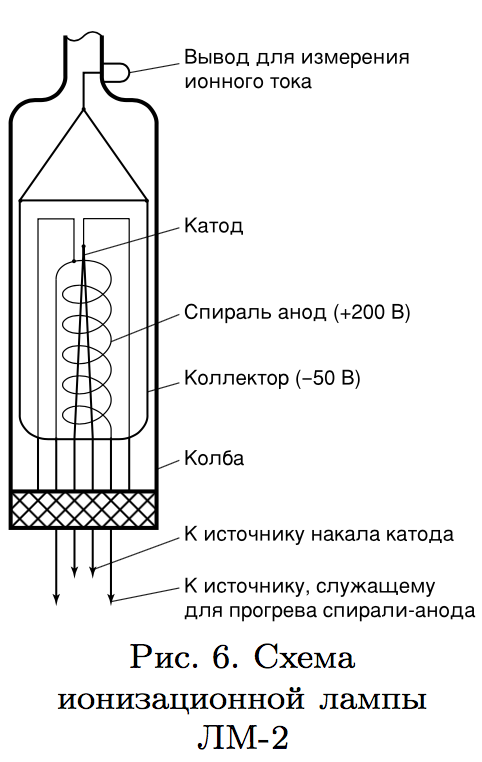 Вывод для измерения
ионного тока
Катод
Спираль анод (+200 В)
Коллектор (−50 В)
Колба
К источнику накала катода
К источнику, служащему
для прогрева спирали-анода
Рис. 6. Схема
ионизационной лампы
ЛМ-2